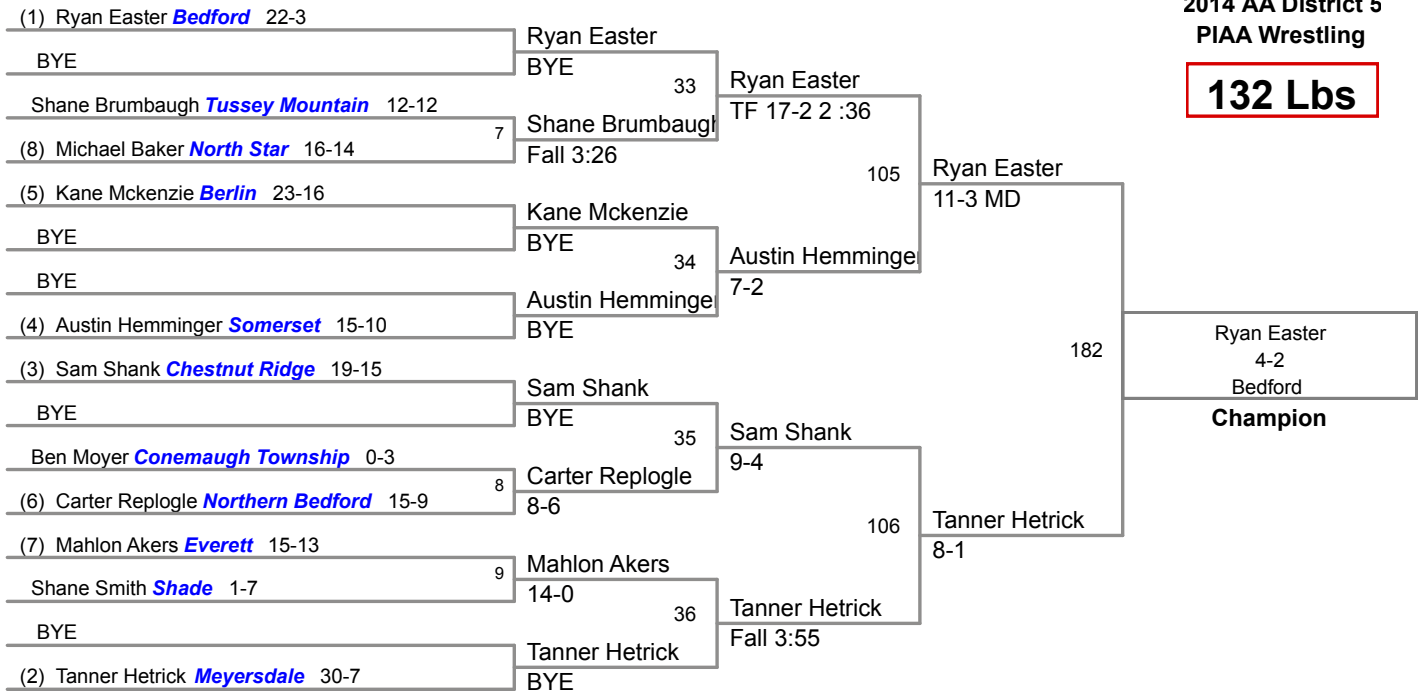 2014 AA District 5
PIAA Wrestling
132 Lbs
(1) Ryan Easter Bedford 22-3
BYE
Shane Brumbaugh Tussey Mountain 12-12
(8) Michael Baker North Star 16-14
(5) Kane Mckenzie Berlin 23-16
BYE
BYE
(4) Austin Hemminger Somerset 15-10
(3) Sam Shank Chestnut Ridge 19-15
BYE
Ben Moyer Conemaugh Township 0-3
(6) Carter Replogle Northern Bedford 15-9
(7) Mahlon Akers Everett 15-13
Shane Smith Shade 1-7
BYE
(2) Tanner Hetrick Meyersdale 30-7
7
8
9
Ryan Easter
BYE
Shane Brumbaugh
Fall 3:26
Kane Mckenzie
BYE
Austin Hemminger
BYE
Sam Shank
BYE
Carter Replogle
8-6
Mahlon Akers
14-0
Tanner Hetrick
BYE
33
34
35
36
Ryan Easter
TF 17-2 2 :36
Austin Hemminger
7-2
Sam Shank
9-4
Tanner Hetrick
Fall 3:55
105
106
Ryan Easter
11-3 MD
Tanner Hetrick
8-1
182
Ryan Easter
4-2
Bedford
Champion